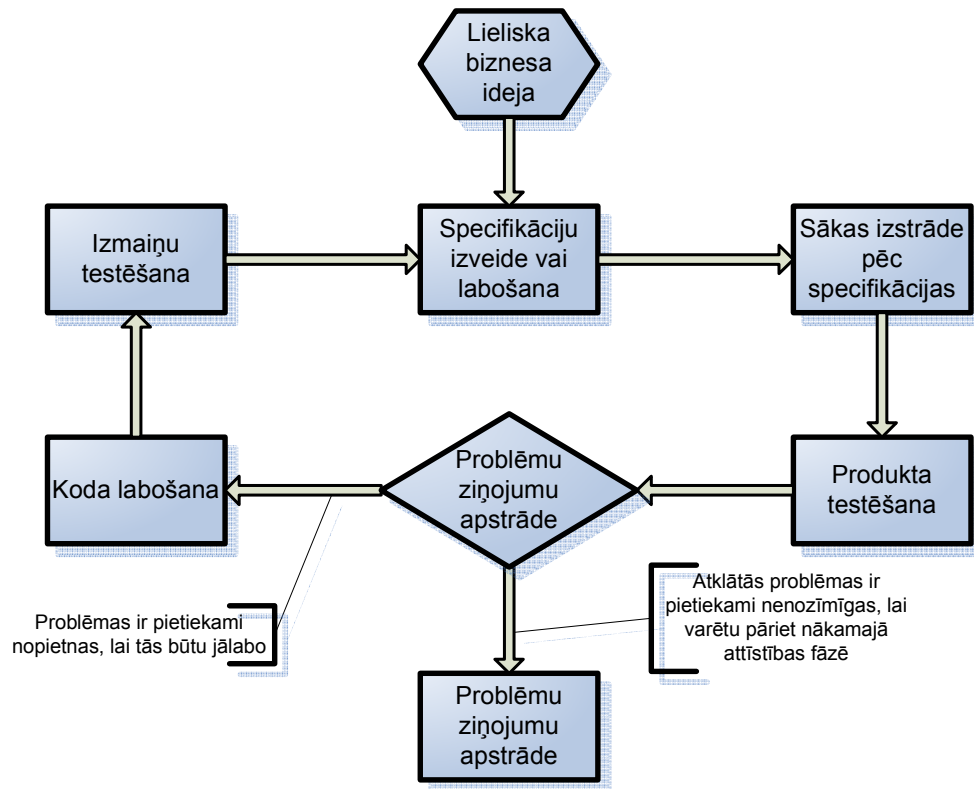 Lieliska
biznesa
ideja
Izmaiņu
testēšana
Specifikāciju
izveide vai
labošana
Sākas izstrāde
pēc
specifikācijas
Koda labošana
Problēmu
ziņojumu
apstrāde
Produkta
testēšana
Problēmas ir pietiekami
nopietnas, lai tās būtu jālabo
Atklātās problēmas ir
pietiekami nenozīmīgas, lai
varētu pāriet nākamajā
attīstības fāzē
Problēmu
ziņojumu
apstrāde